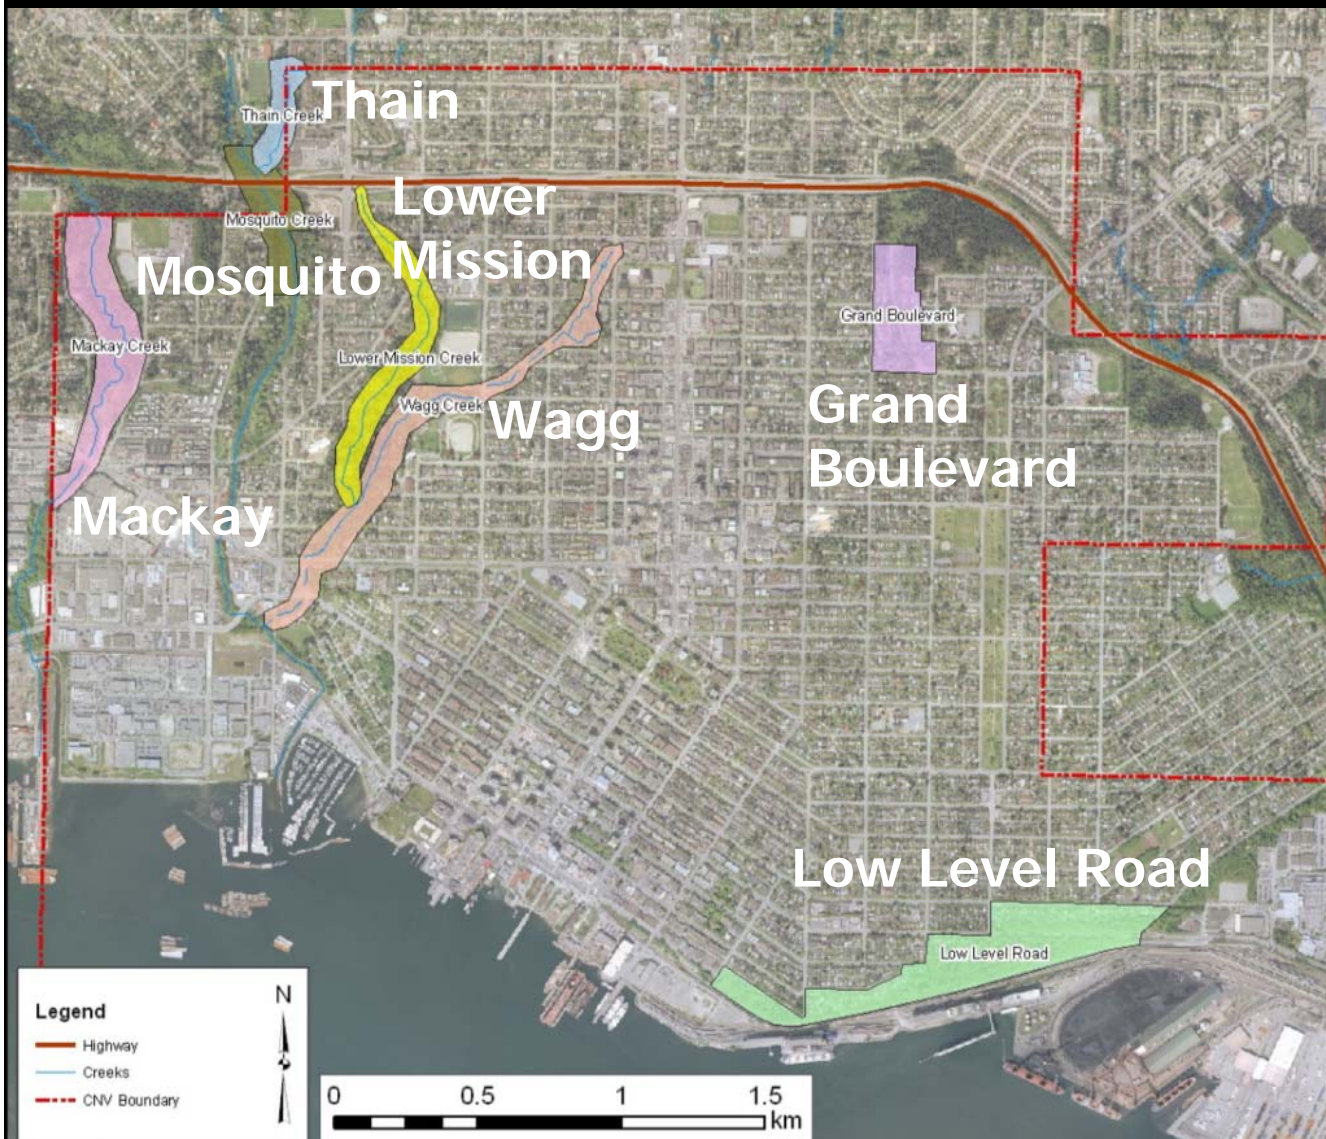 Thain
Thain Creek
Lower
Mission
Mosquito Creek
Mosquito
Grand Boulevard
Mackay Creek
Lower Mission Creek
Wagg Creek
Wagg
Grand
Boulevard
Mackay
Low Level Road
Low Level Road
Legend
Highway
Creeks
CNV Boundary
N
0 0.5 1 1.5
km